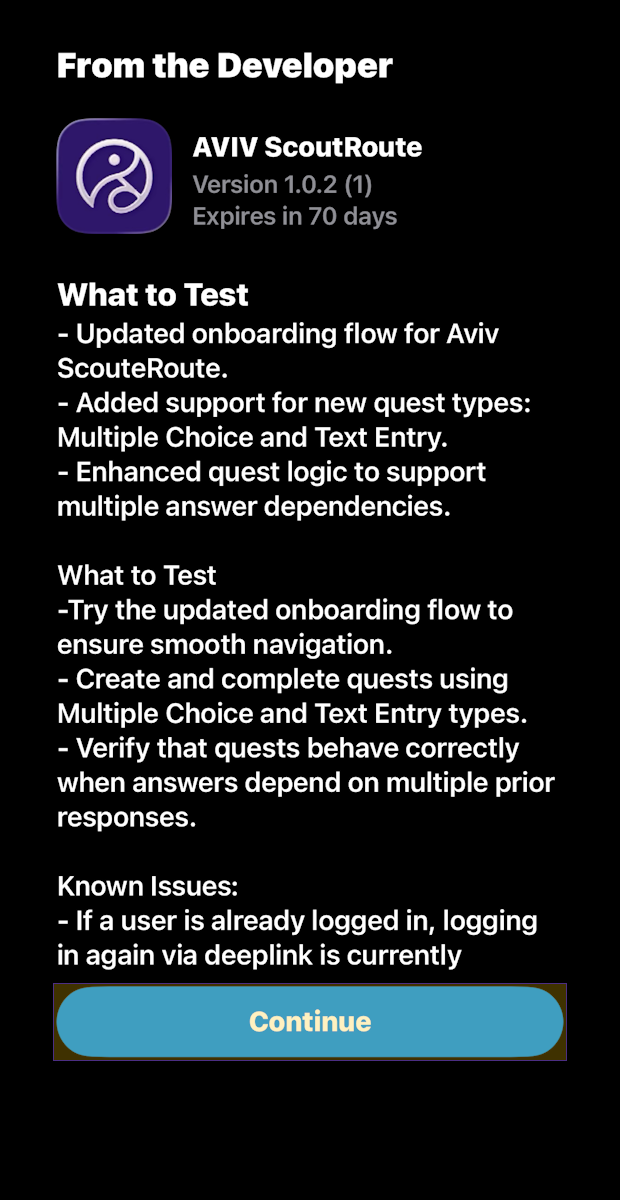 From the Developer
AVIV ScoutRoute
Version 1.0.2 (1)
Expires in 70 days
What to Test
- Updated onboarding flow for Aviv
ScouteRoute.
- Added support for new quest types:
Multiple Choice and Text Entry.
- Enhanced quest logic to support
multiple answer dependencies.
What to Test
-Try the updated onboarding flow to
ensure smooth navigation.
- Create and complete quests using
Multiple Choice and Text Entry types.
- Verify that quests behave correctly
when answers depend on multiple prior
responses.
Known Issues:
- If a user is already logged in, logging
in again via deeplink is currently
Continue